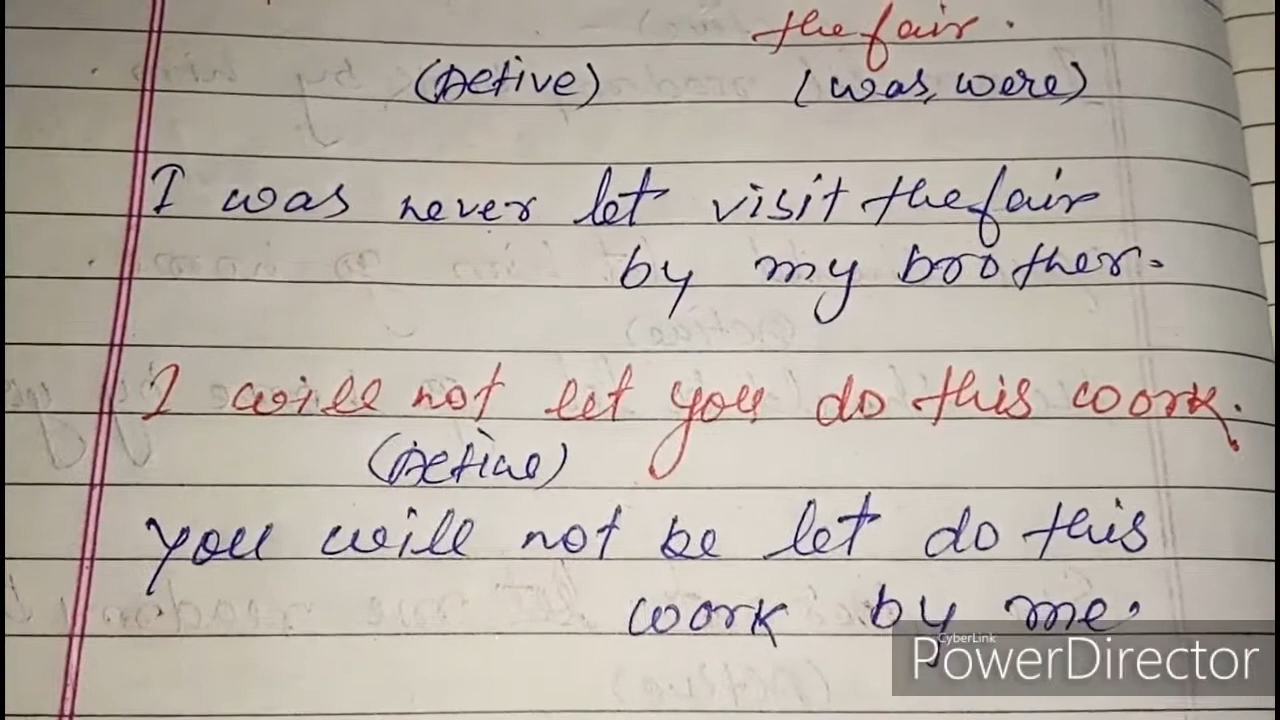 the fair.
(Active) (was, were)
I was never let visit the fair
by my brother.
I will not let you do this work.
(Active)
You will not be let do this
work by me.
CyberLink
PowerDirector